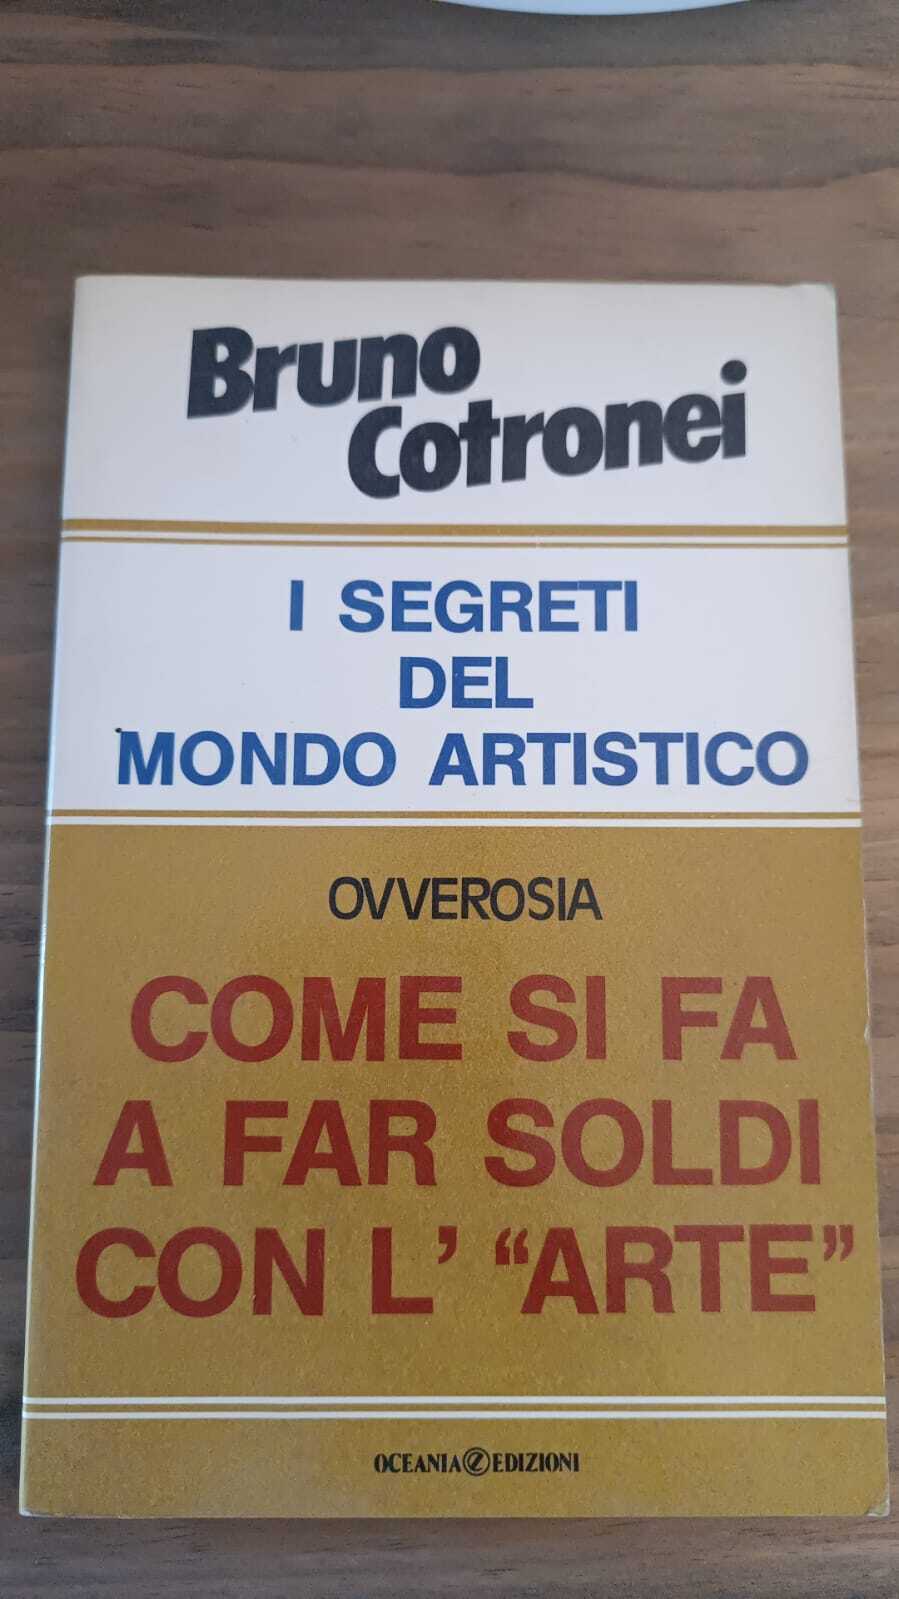 Bruno
Cotronei
I SEGRETI
DEL
MONDO ARTISTICO
OVVEROSIA
COME SI FA
A FAR SOLDI
CON L' “ARTE”
OCEANIA EDIZIONI